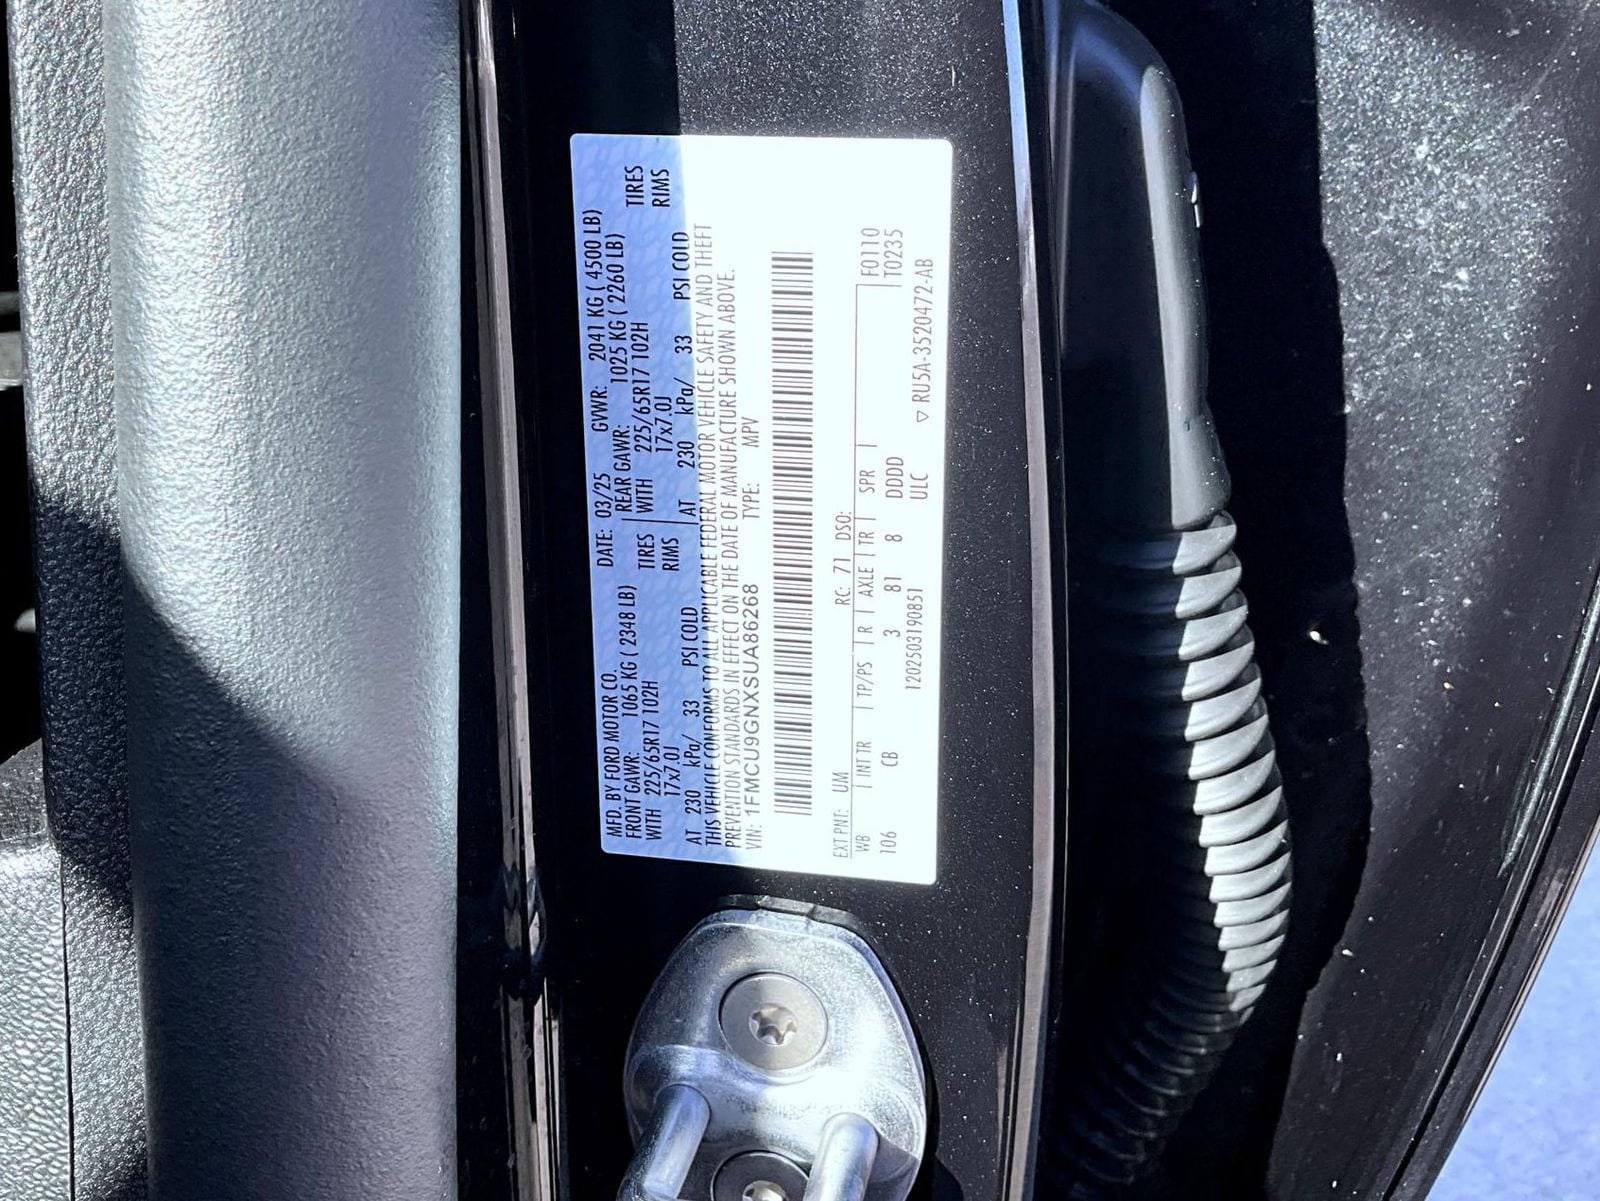 MFD. BY FORD MOTOR CO.
DATE: 03/25 GVWR: 2041 KG ( 4500 LB)
FRONT GAWR: 1065 KG ( 2348 LB) REAR GAWR: 1025 KG ( 2260 LB)
WITH 225/65R17 102H TIRES WITH 225/65R17 102H TIRES
17x7.0J RIMS 17x7.0J RIMS
AT 230 kPa/ 33 PSI COLD AT 230 kPa/ 33 PSI COLD
THIS VEHICLE CONFORMS TO ALL APPLICABLE FEDERAL MOTOR VEHICLE SAFETY AND THEFT
PREVENTION STANDARDS IN EFFECT ON THE DATE OF MANUFACTURE SHOWN ABOVE.
VIN: 1FMCU9GNXSUA86268 TYPE: MPV
EXT PNT: UM RC: 71 DSO:
WB INT TR TP/PS R AXLE TR SPR F0110
106 CB 3 81 8 DDDD T0235
120250319085​1 ULC ▽ RU5A-3520472-AB